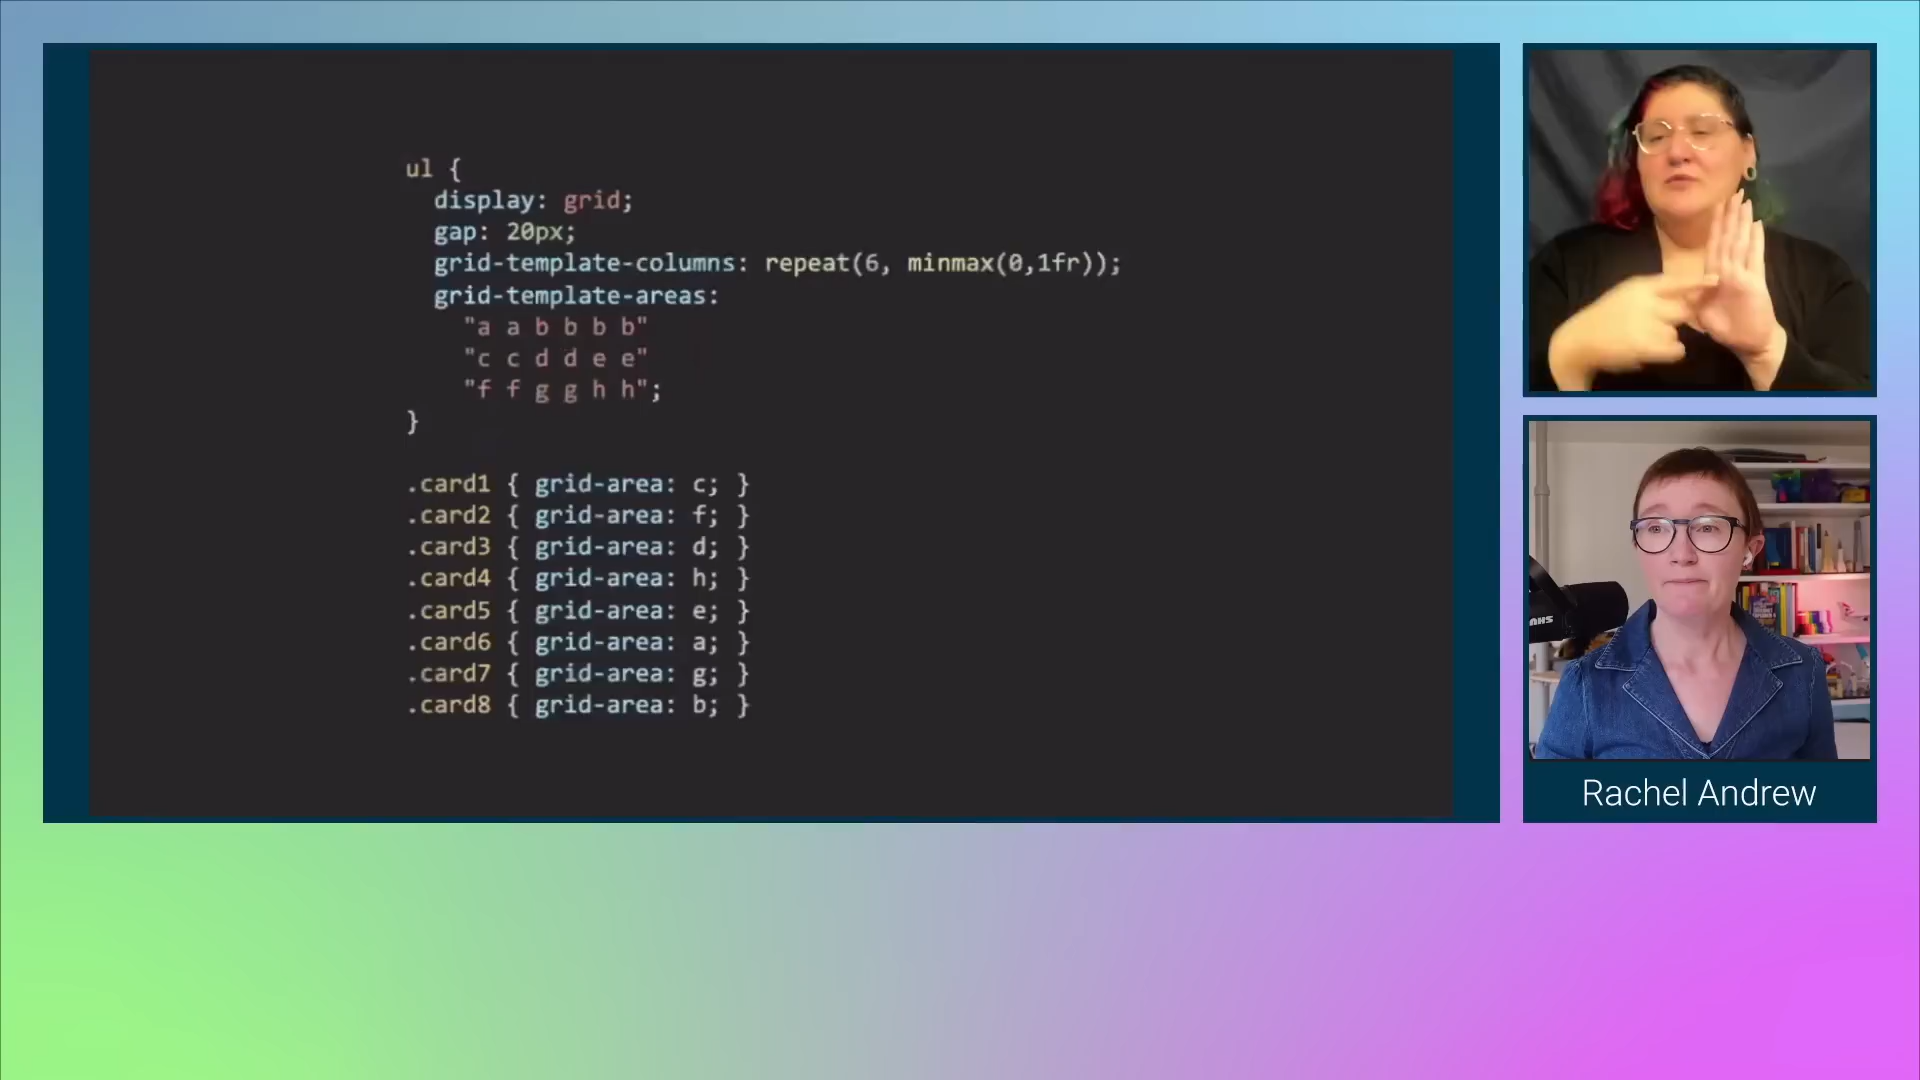 ul {
display: grid;
gap: 20px;
grid-template-columns: repeat(6, minmax(0,1fr));
grid-template-areas:
"a a b b b b"
"c c d d e e"
"f f g g h h";
}
.card1 { grid-area: c; }
.card2 { grid-area: f; }
.card3 { grid-area: d; }
.card4 { grid-area: h; }
.card5 { grid-area: e; }
.card6 { grid-area: a; }
.card7 { grid-area: g; }
.card8 { grid-area: b; }
Rachel Andrew